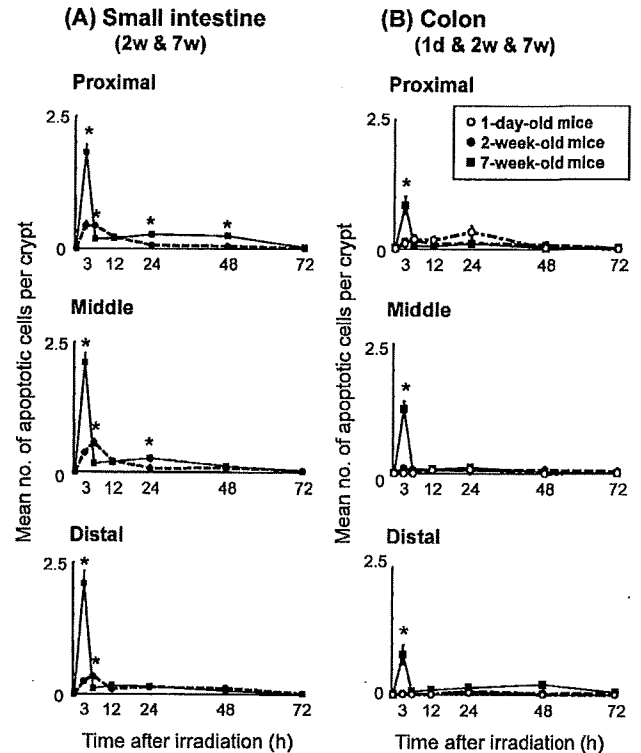 (A) Small intestine
(2w & 7w)
Proximal
2.5
*
*
*
*
0
3 12 24 48 72
Middle
2.5
*
*
*
0
3 12 24 48 72
Distal
2.5
*
*
0
3 12 24 48 72
Mean no. of apoptotic cells per crypt
Time after irradiation (h)
(B) Colon
(1d & 2w & 7w)
Proximal
1-day-old mice
2-week-old mice
7-week-old mice
2.5
*
0
3 12 24 48 72
Middle
2.5
*
0
3 12 24 48 72
Distal
2.5
*
0
3 12 24 48 72
Mean no. of apoptotic cells per crypt
Time after irradiation (h)